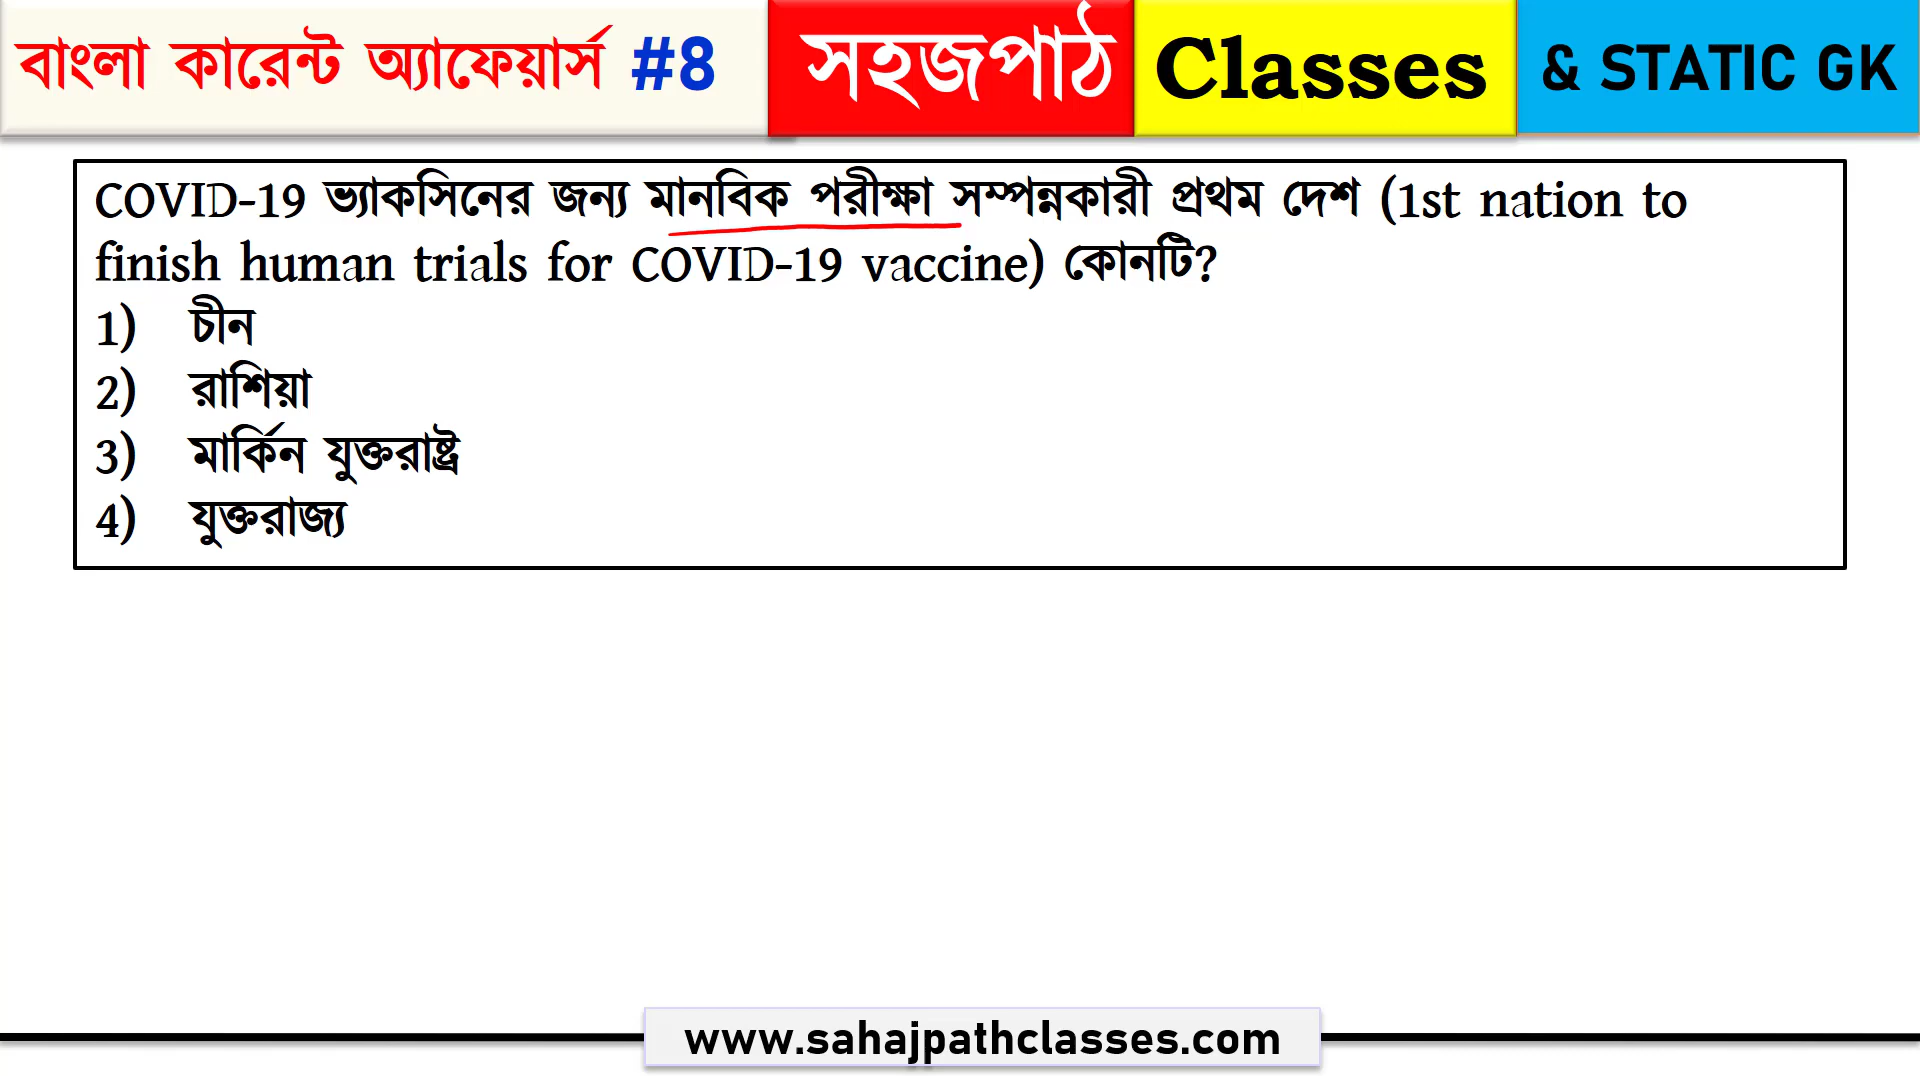 বাংলা কারেন্ট অ্যাফেয়ার্স #8 সহজপাঠ Classes & STATIC GK
COVID-19 ভ্যাকসিনের জন্য মানবিক পরীক্ষা সম্পন্নকারী প্রথম দেশ (1st nation to
finish human trials for COVID-19 vaccine) কোনটি?
1) চীন
2) রাশিয়া
3) মার্কিন যুক্তরাষ্ট্র
4) যুক্তরাজ্য
www.sahajpathclasses.com